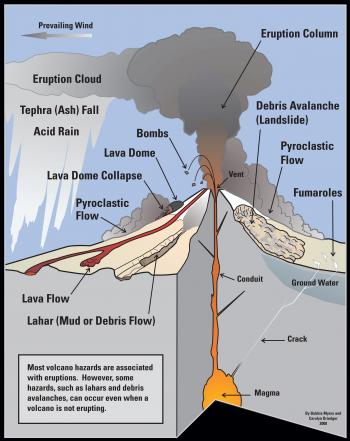 Prevailing Wind
Eruption Column
Eruption Cloud
Tephra (Ash) Fall
Acid Rain
Debris Avalanche
(Landslide)
Bombs
Pyroclastic
Flow
Lava Dome
Vent
Lava Dome Collapse
Fumaroles
Pyroclastic
Flow
Conduit
Ground Water
Lava Flow
Lahar (Mud or Debris Flow)
Crack
Most volcano hazards are associated
with eruptions. However, some
hazards, such as lahars and debris
avalanches, can occur even when a
volcano is not erupting.
Magma
By Bobbie Myers and
Carolyn Driedger
2008